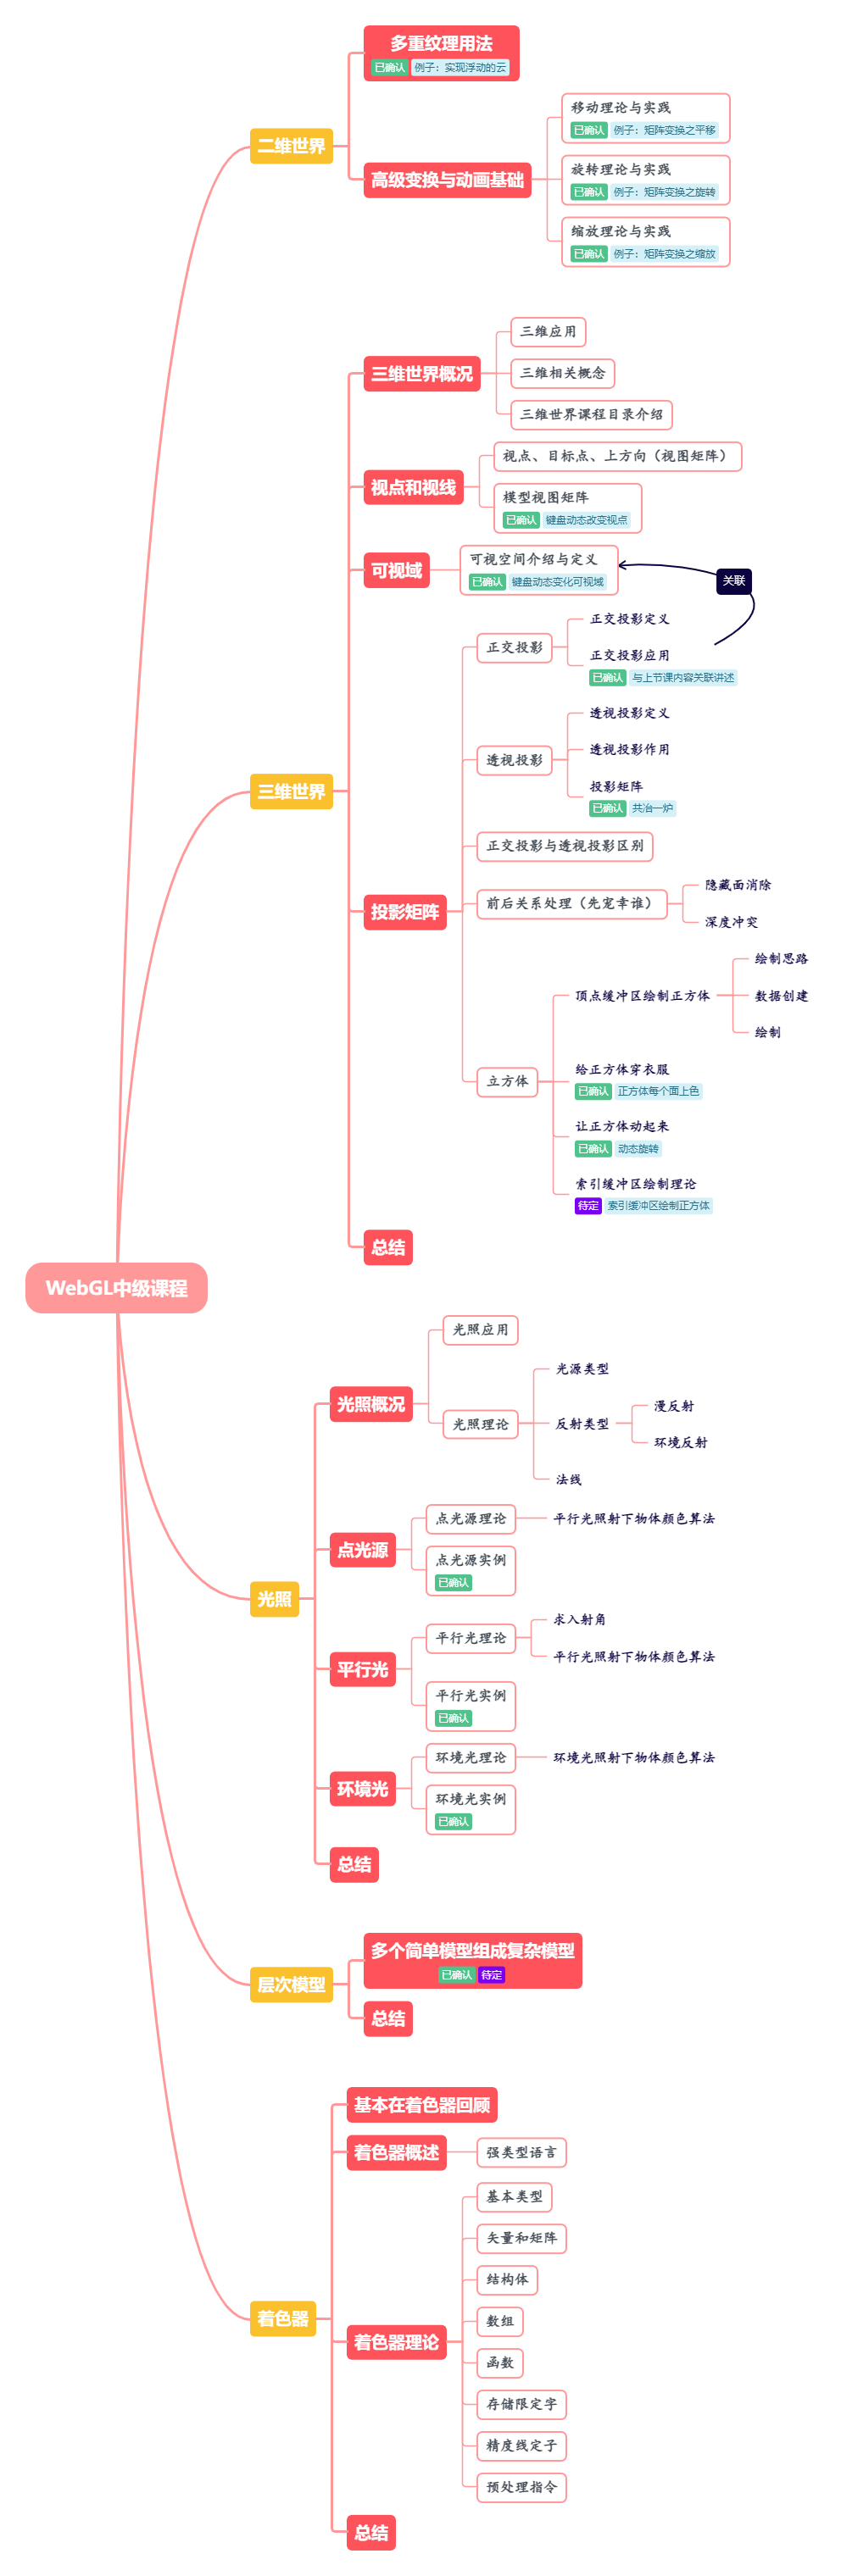 WebGL中级课程
二维世界
多重纹理用法
已确认 例子：实现浮动的云
高级变换与动画基础
移动理论与实践
已确认 例子：矩阵变换之平移
旋转理论与实践
已确认 例子：矩阵变换之旋转
缩放理论与实践
已确认 例子：矩阵变换之缩放
三维世界
三维世界概况
三维应用
三维相关概念
三维世界课程目录介绍
视点和视线
视点、目标点、上方向（视图矩阵）
模型视图矩阵
已确认 键盘动态改变视点
可视域
可视空间介绍与定义
已确认 键盘动态变化可视域
关联
投影矩阵
正交投影
正交投影定义
正交投影应用
已确认 与上节课内容关联讲述
透视投影
透视投影定义
透视投影作用
投影矩阵
已确认 共冶一炉
正交投影与透视投影区别
前后关系处理（先宠幸谁）
隐藏面消除
深度冲突
立方体
顶点缓冲区绘制正方体
绘制思路
数据创建
绘制
给正方体穿衣服
已确认 正方体每个面上色
让正方体动起来
已确认 动态旋转
索引缓冲区绘制理论
待定 索引缓冲区绘制正方体
总结
光照
光照概况
光照应用
光照理论
光源类型
反射类型
漫反射
环境反射
法线
点光源
点光源理论
平行光照射下物体颜色算法
点光源实例
已确认
平行光
平行光理论
求入射角
平行光照射下物体颜色算法
平行光实例
已确认
环境光
环境光理论
环境光照射下物体颜色算法
环境光实例
已确认
总结
层次模型
多个简单模型组成复杂模型
已确认 待定
总结
着色器
基本在着色器回顾
着色器概述
强类型语言
着色器理论
基本类型
矢量和矩阵
结构体
数组
函数
存储限定字
精度线定子
预处理指令
总结